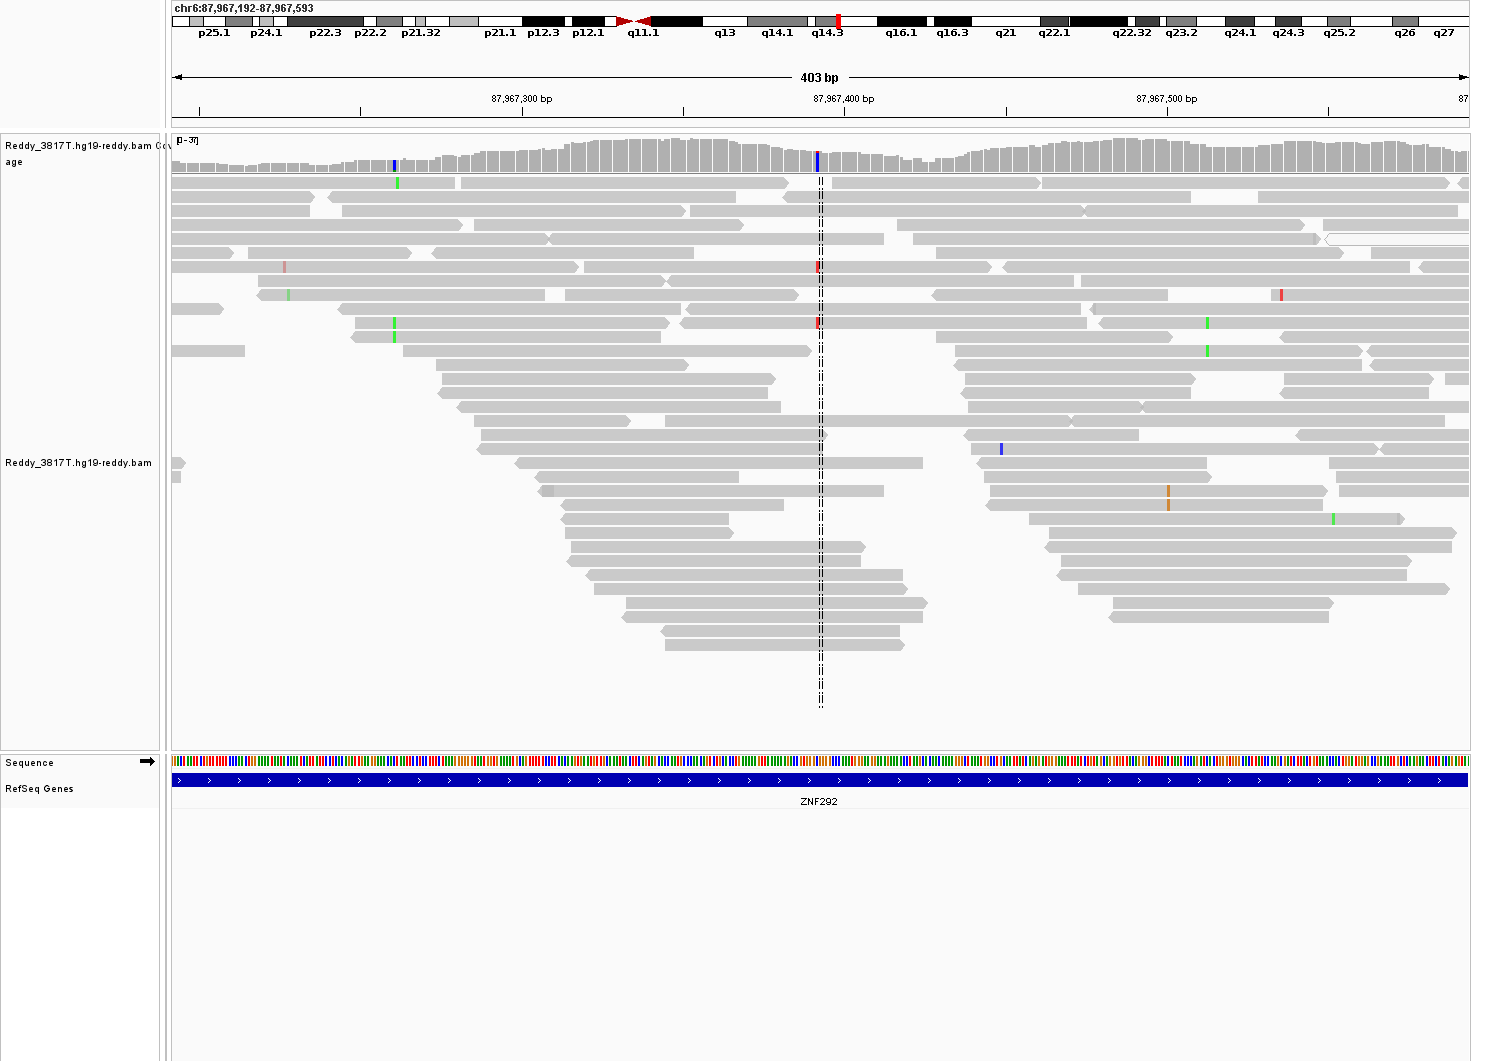 chr6:87,967,192-87,967,593
p25.1 p24.1 p22.3 p22.2 p21.32 p21.1 p12.3 p12.1 q11.1 q13 q14.1 q14.3 q16.1 q16.3 q21 q22.1 q22.32 q23.2 q24.1 q24.3 q25.2 q26 q27
403 bp
87,967,300 bp 87,967,400 bp 87,967,500 bp 87
Reddy_3817T.hg19-reddy.bam Cov
age
[0-37]
Reddy_3817T.hg19-reddy.bam
Sequence
RefSeq Genes
ZNF292